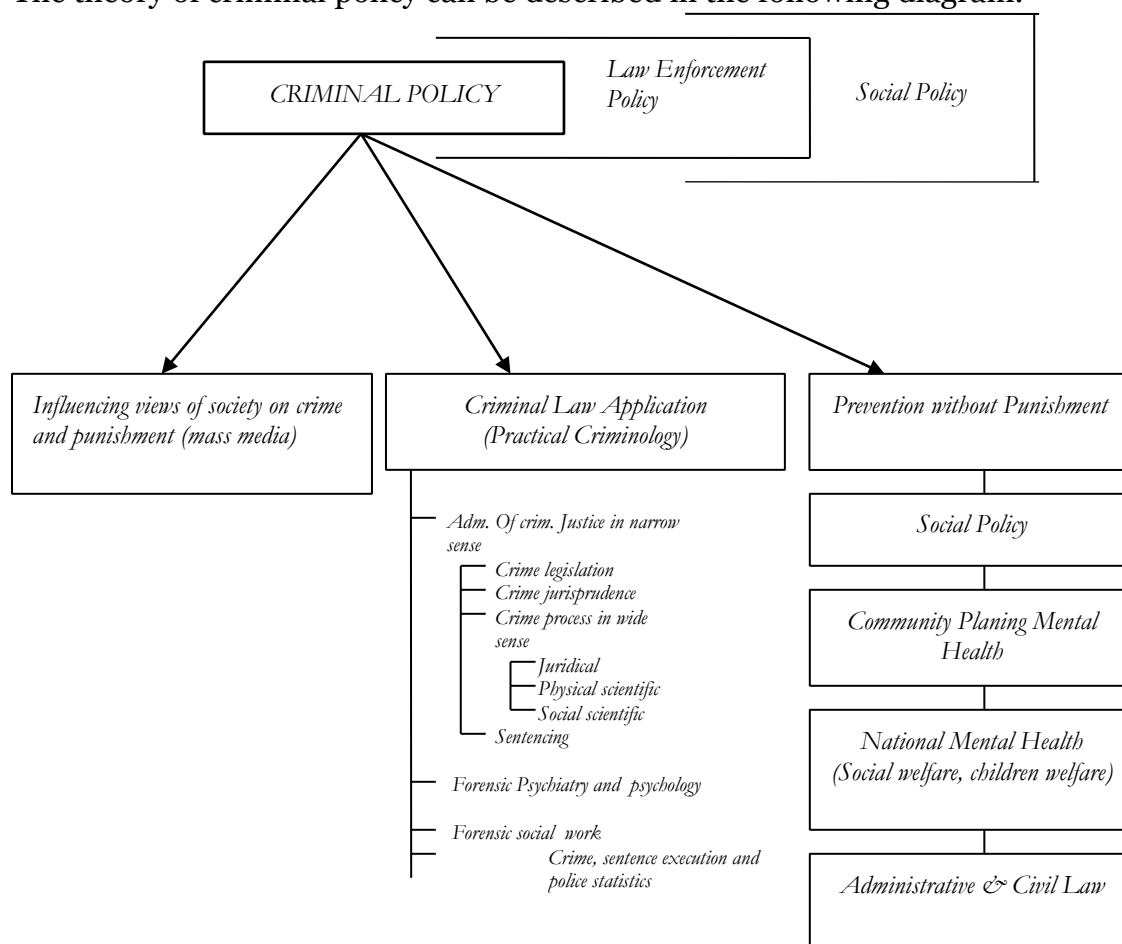 The theory of criminal policy can be described in the following diagram:
CRIMINAL POLICY
Law Enforcement
Policy
Social Policy
Influencing views of society on crime
and punishment (mass media)
Criminal Law Application
(Practical Criminology)
Adm. Of crim. Justice in narrow
sense
Crime legislation
Crime jurisprudence
Crime process in wide
sense
Juridical
Physical scientific
Social scientific
Sentencing
Forensic Psychiatry and psychology
Forensic social work
Crime, sentence execution and
police statistics
Prevention without Punishment
Social Policy
Community Planing Mental
Health
National Mental Health
(Social welfare, children welfare)
Administrative & Civil Law